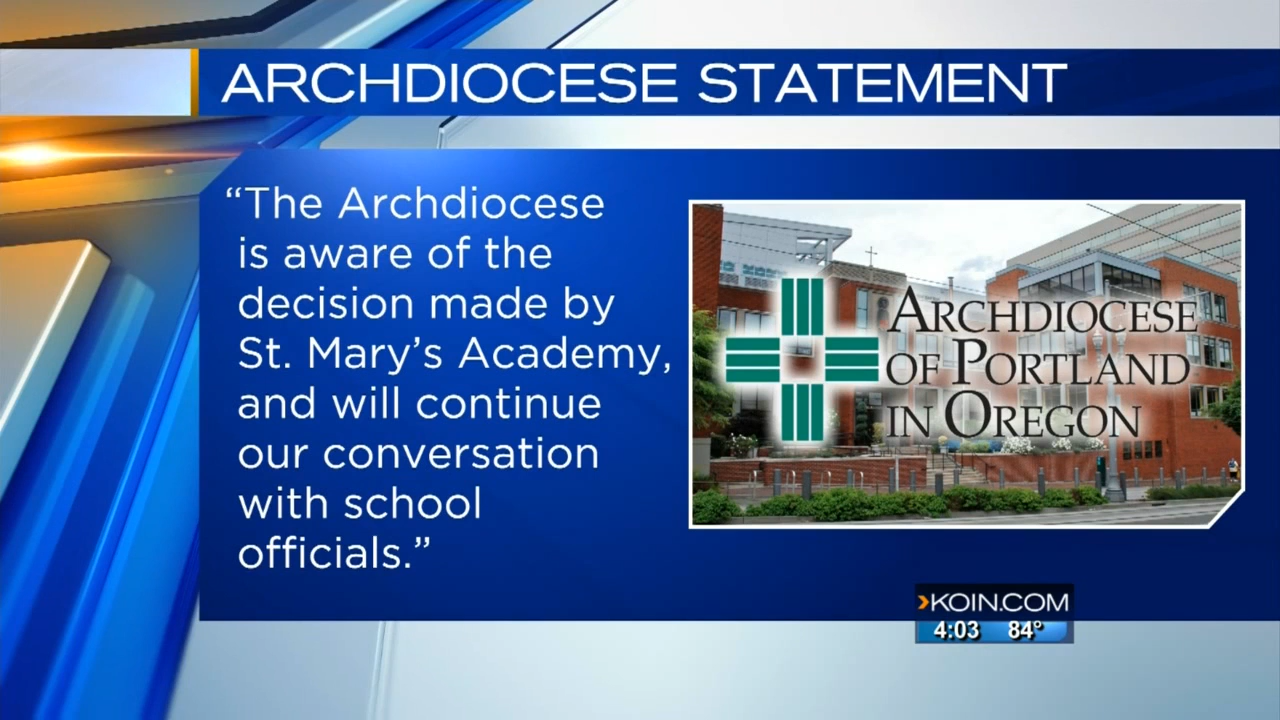 ARCHDIOCESE STATEMENT
“The Archdiocese
is aware of the
decision made by
St. Mary’s Academy,
and will continue
our conversation
with school
officials.”
ARCHDIOCESE
OF PORTLAND
IN OREGON
KOIN.COM
4:03 84°